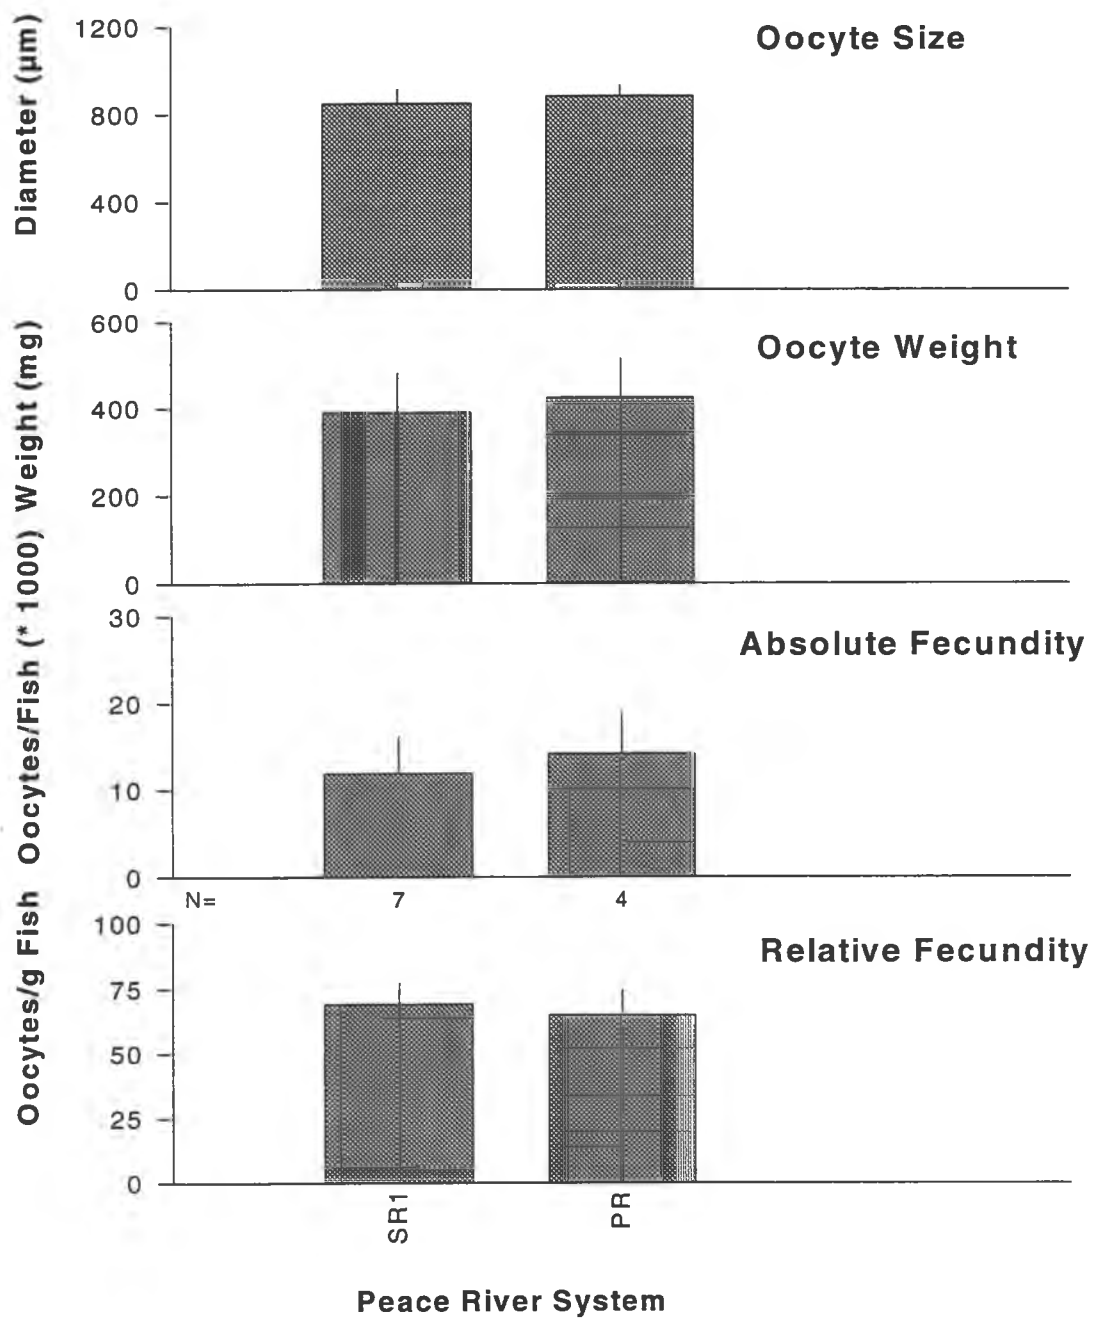 Oocyte Size
Diameter (µm)
1200
800
400
0
Oocyte Weight
Weight (mg)
600
400
200
0
Absolute Fecundity
Oocytes/Fish (* 1000)
30
20
10
0
N= 7 4
Relative Fecundity
Oocytes/g Fish
100
75
50
25
0
SR1 PR
Peace River System